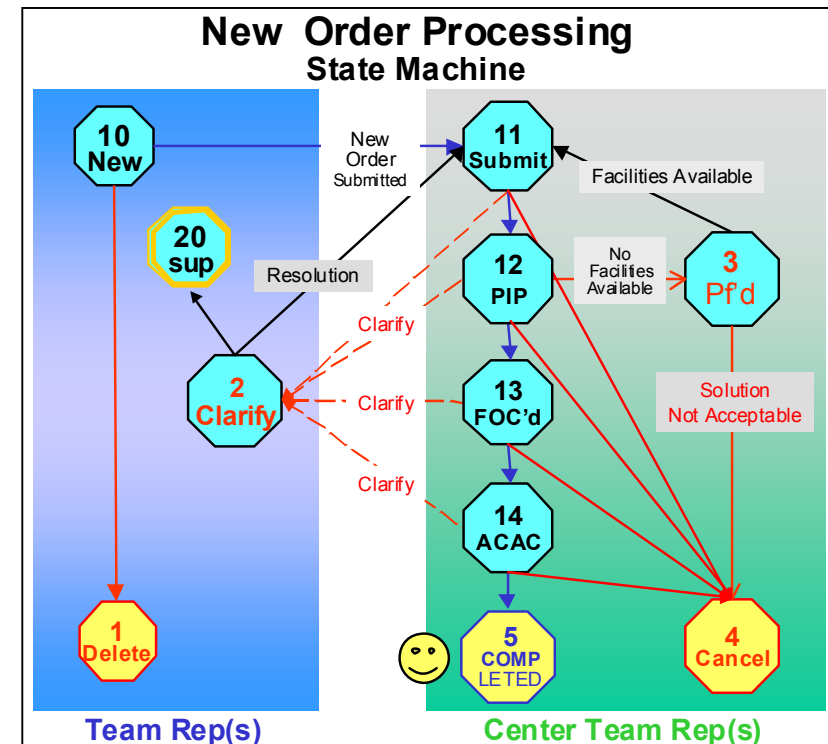 New Order Processing
State Machine
10
New
New
Order
Submitted
11
Submit
Facilities Available
20
sup
Resolution
12
PIP
No
Facilities
Available
3
Pf'd
Clarify
2
Clarify
Clarify
13
FOC'd
Solution
Not Acceptable
Clarify
14
ACAC
1
Delete
5
COMP
LETED
4
Cancel
Team Rep(s)
Center Team Rep(s)